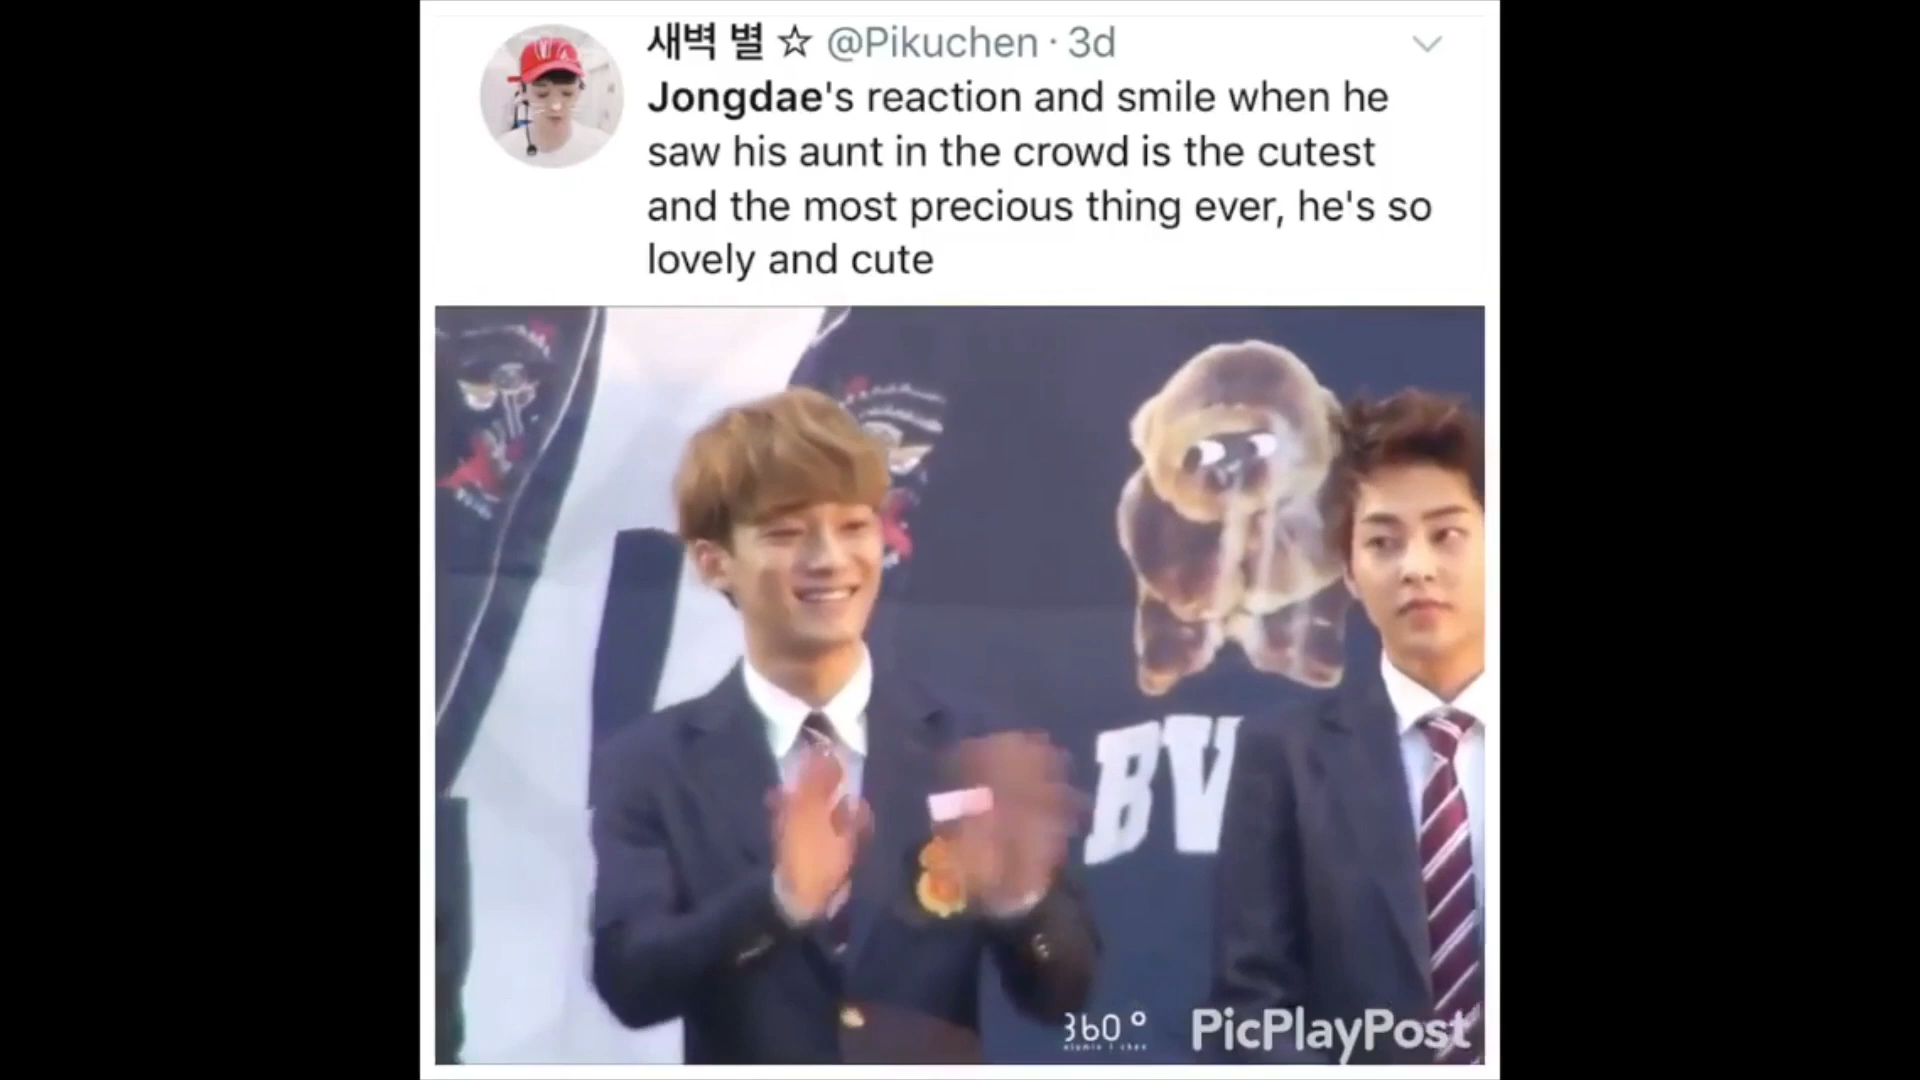 새벽 별 ☆ @Pikuchen · 3d
Jongdae's reaction and smile when he
saw his aunt in the crowd is the cutest
and the most precious thing ever, he's so
lovely and cute
BV
360°
PicPlayPost